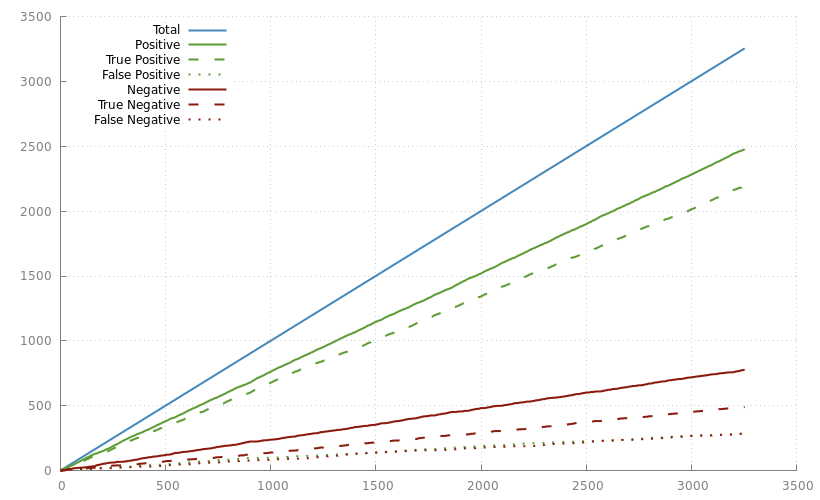 3500
3000
2500
2000
1500
1000
500
0
Total
Positive
True Positive
False Positive
Negative
True Negative
False Negative
0 500 1000 1500 2000 2500 3000 3500